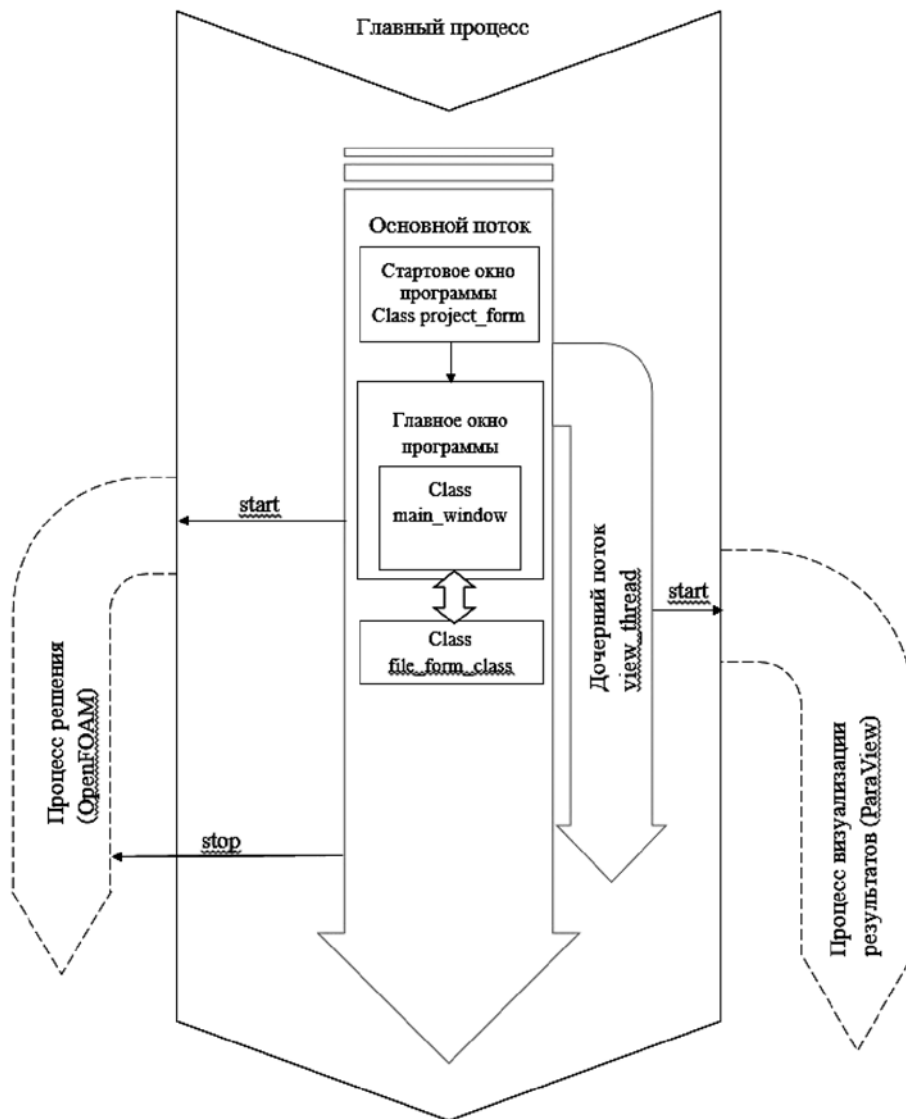 Главный процесс
Основной поток
Стартовое окно
программы
Class project_form
Главное окно
программы
Class
main_window
start
start
Class
file_form_class
Дочерний поток
view_thread
Процесс решения
(OpenFOAM)
stop
Процесс визуализации
результатов (ParaView)